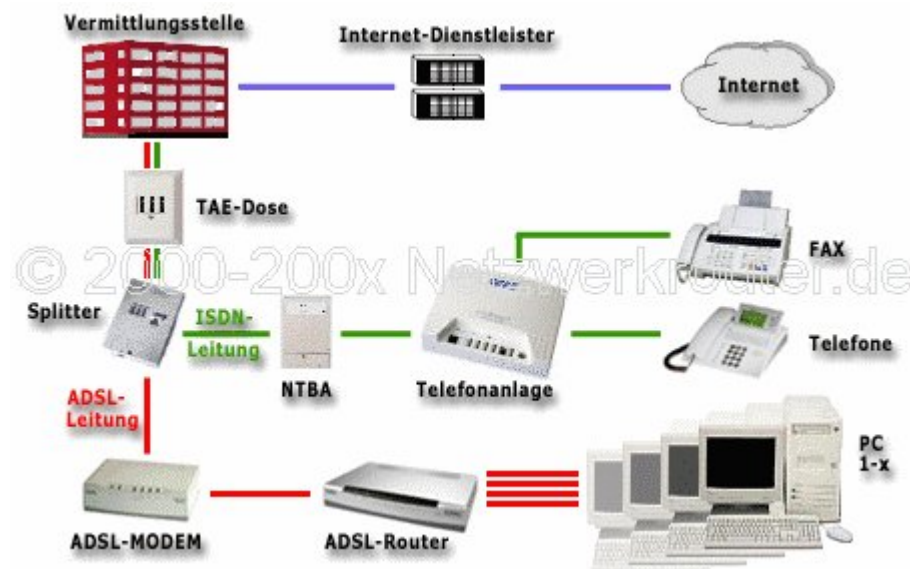 Vermittlungsstelle
Internet-Dienstleister
Internet
TAE-Dose
FAX
© 2000-200x Netzwerkrouter.de
Splitter
ISDN-
Leitung
NTBA
Telefonanlage
Telefone
ADSL-
Leitung
PC
1-x
ADSL-MODEM
ADSL-Router